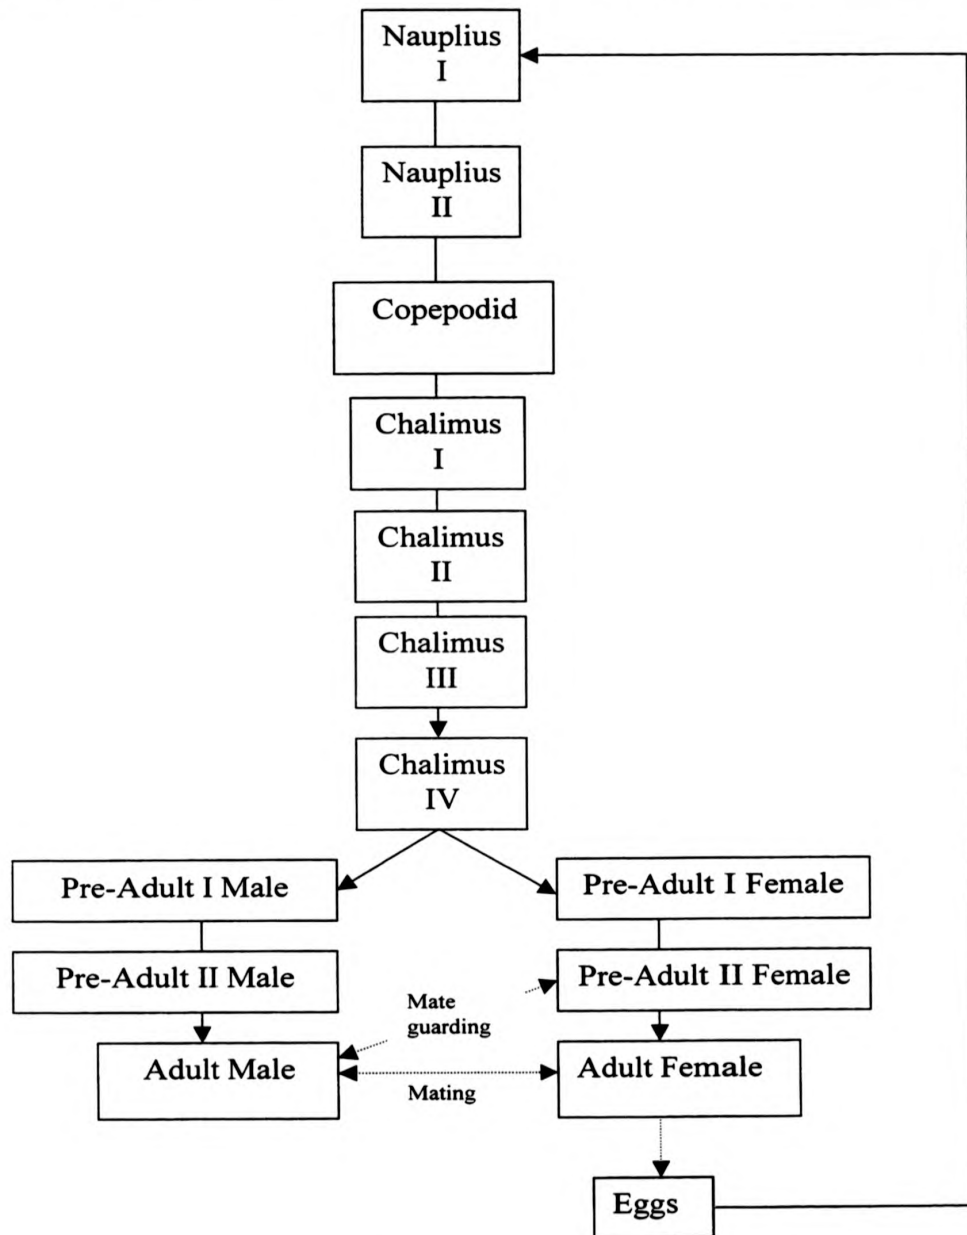 Nauplius
I
Nauplius
II
Copepodid
Chalimus
I
Chalimus
II
Chalimus
III
Chalimus
IV
Pre-Adult I Male
Pre-Adult I Female
Pre-Adult II Male
Pre-Adult II Female
Mate
guarding
Adult Male
Adult Female
Mating
Eggs